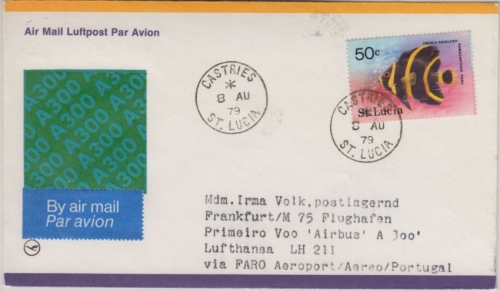 Air Mail Luftpost Par Avion
50c
St. Lucia
CASTRIES
8 AU
79
ST. LUCIA
CASTRIES
8 AU
79
ST. LUCIA
A300 A300
By air mail
Par avion
Mdm.Irma Volk,postlagernd
Frankfurt/M 75 Flughafen
Primeiro Voo 'Airbus' A 3oo'
Lufthansa LH 211
via FARO Aeroport/Aereo/Portugal